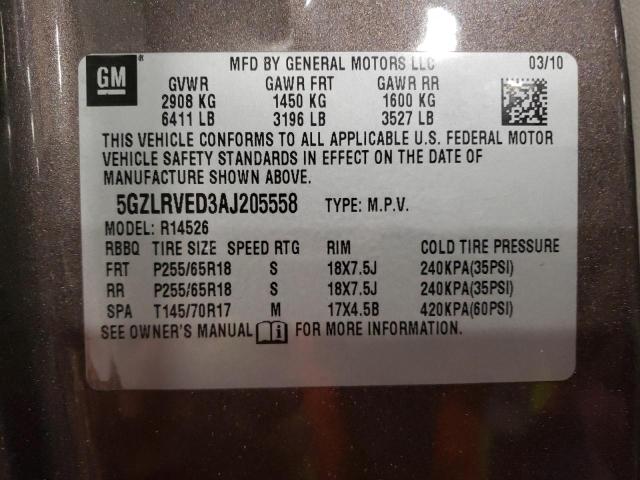 GM ® MFD BY GENERAL MOTORS LLC 03/10
GVWR GAWR FRT GAWR RR
2908 KG 1450 KG 1600 KG
6411 LB 3196 LB 3527 LB
THIS VEHICLE CONFORMS TO ALL APPLICABLE U.S. FEDERAL MOTOR
VEHICLE SAFETY STANDARDS IN EFFECT ON THE DATE OF
MANUFACTURE SHOWN ABOVE.
5GZLRVED3AJ205558 TYPE: M.P.V.
MODEL: R14526
RBBQ TIRE SIZE SPEED RTG RIM COLD TIRE PRESSURE
FRT P255/65R18 S 18X7.5J 240KPA(35PSI)
RR P255/65R18 S 18X7.5J 240KPA(35PSI)
SPA T145/70R17 M 17X4.5B 420KPA(60PSI)
SEE OWNER'S MANUAL i FOR MORE INFORMATION.